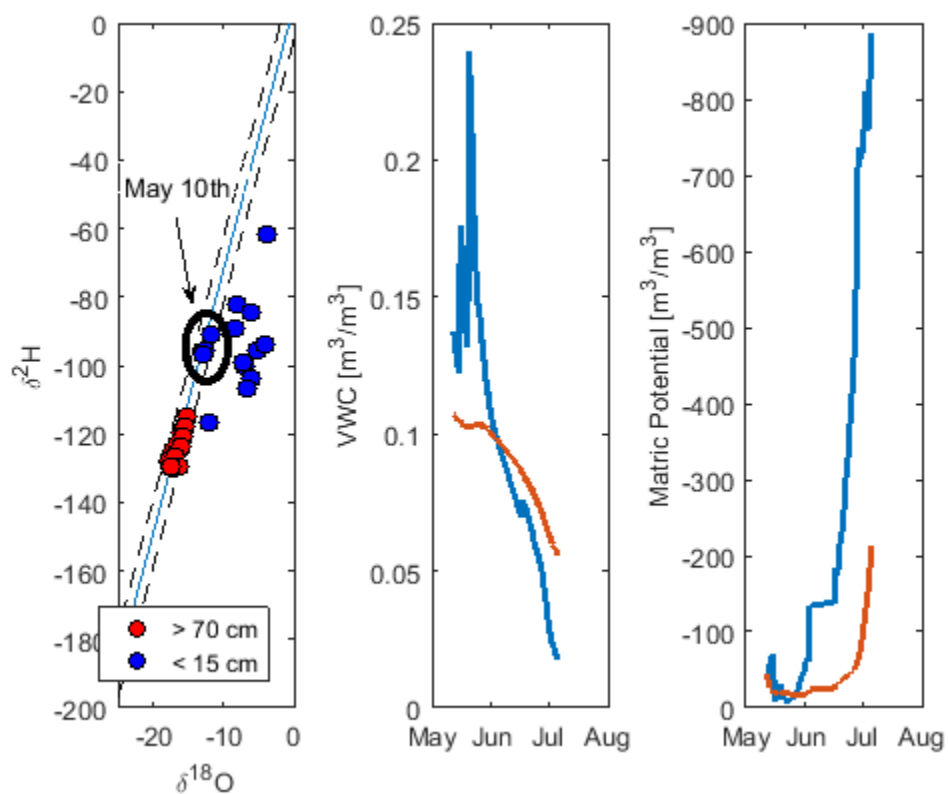 0
-20
-40
-60
-80
-100
-120
-140
-160
-180
-200
δ²H
May 10th
> 70 cm
< 15 cm
-20 -10 0
δ¹⁸O
0.25
0.2
0.15
0.1
0.05
0
VWC [m³/m³]
May Jun Jul Aug
-900
-800
-700
-600
-500
-400
-300
-200
-100
0
Matric Potential [m³/m³]
May Jun Jul Aug